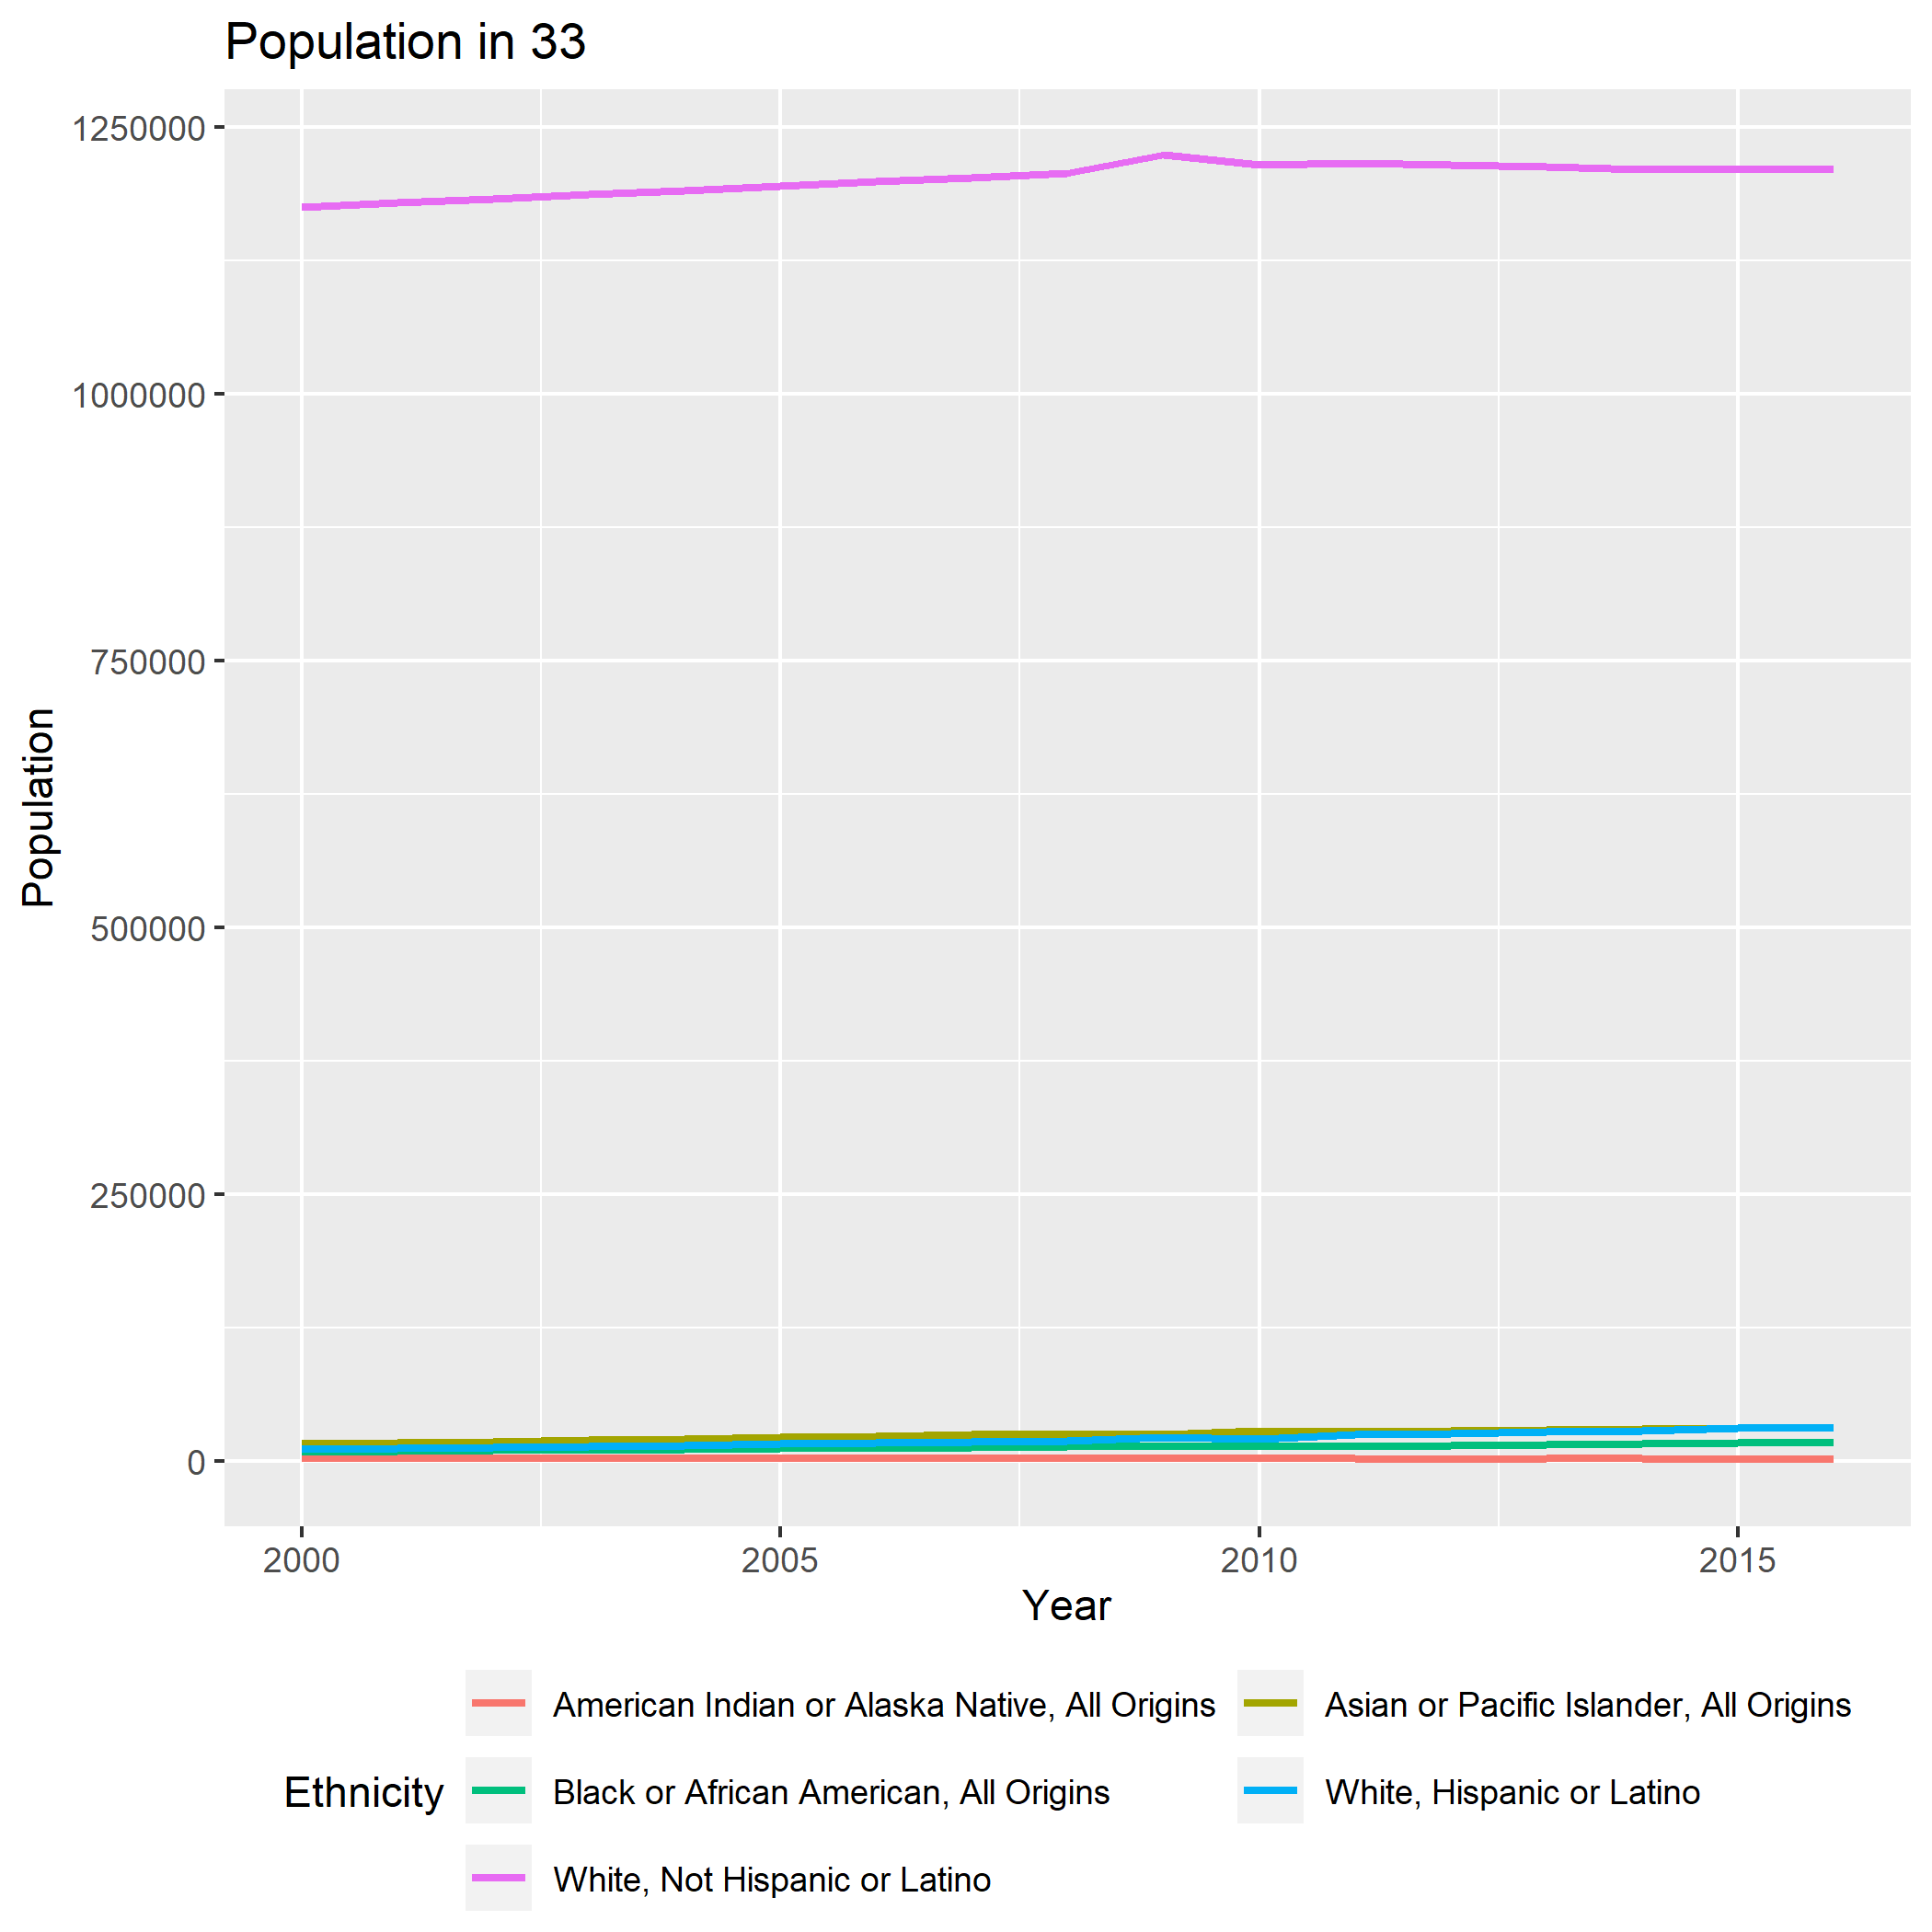 Population in 33
1250000
1000000
750000
500000
250000
0
Population
2000 2005 2010 2015
Year
Ethnicity
American Indian or Alaska Native, All Origins
Asian or Pacific Islander, All Origins
Black or African American, All Origins
White, Hispanic or Latino
White, Not Hispanic or Latino